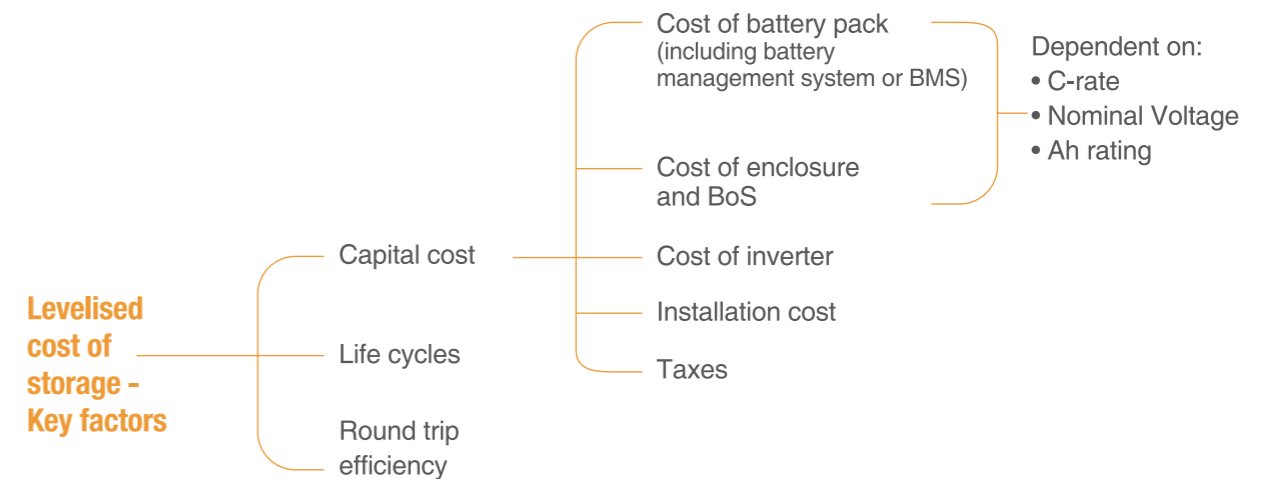 Levelised
cost of
storage -
Key factors
Capital cost
Life cycles
Round trip
efficiency
Cost of battery pack
(including battery
management system or BMS)
Cost of enclosure
and BoS
Cost of inverter
Installation cost
Taxes
Dependent on:
• C-rate
• Nominal Voltage
• Ah rating